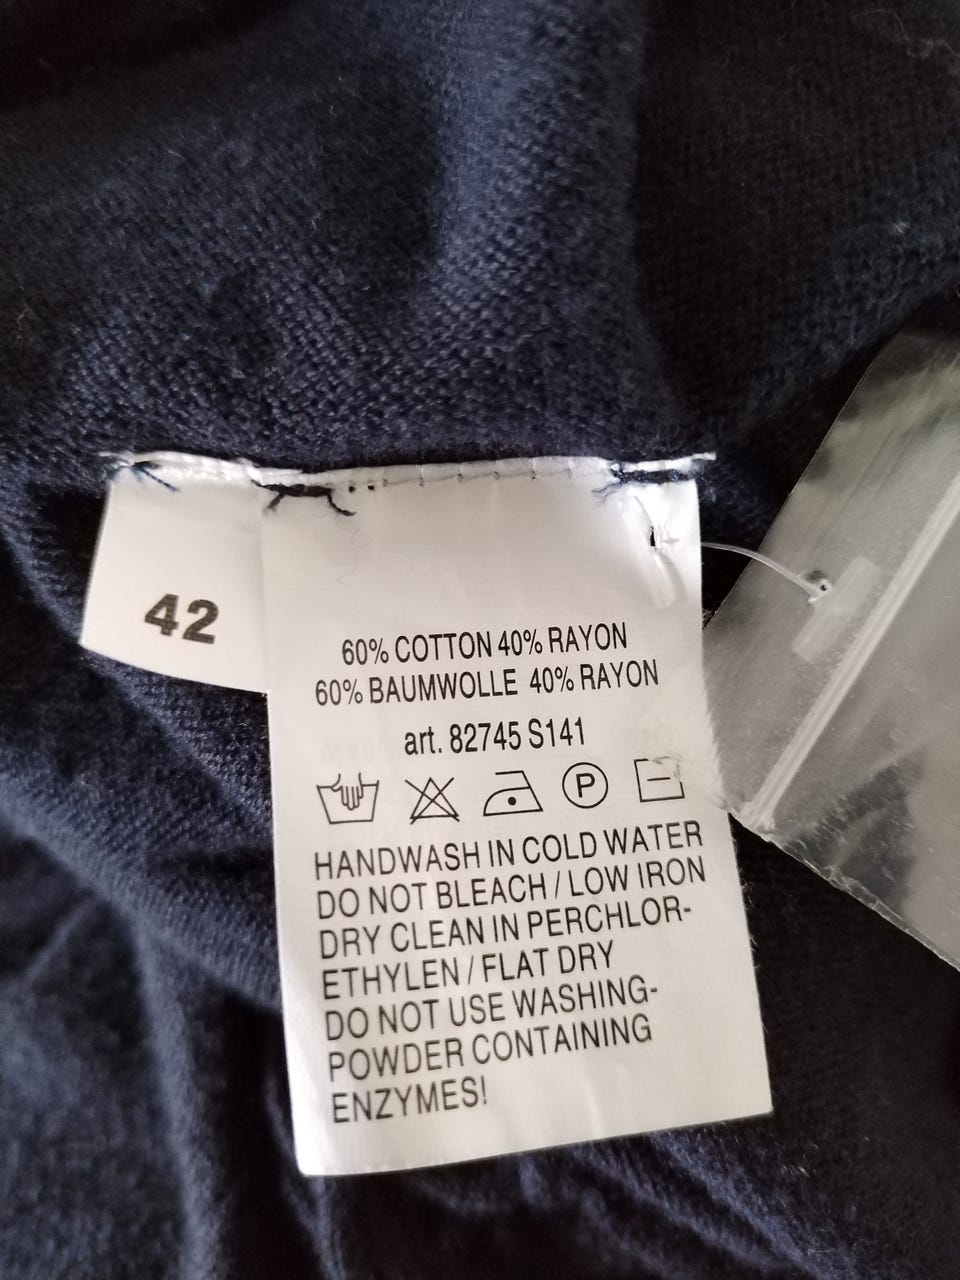 42
60% COTTON 40% RAYON
60% BAUMWOLLE 40% RAYON
art. 82745 S141
P
HANDWASH IN COLD WATER
DO NOT BLEACH / LOW IRON
DRY CLEAN IN PERCHLOR-
ETHYLEN / FLAT DRY
DO NOT USE WASHING-
POWDER CONTAINING
ENZYMES!